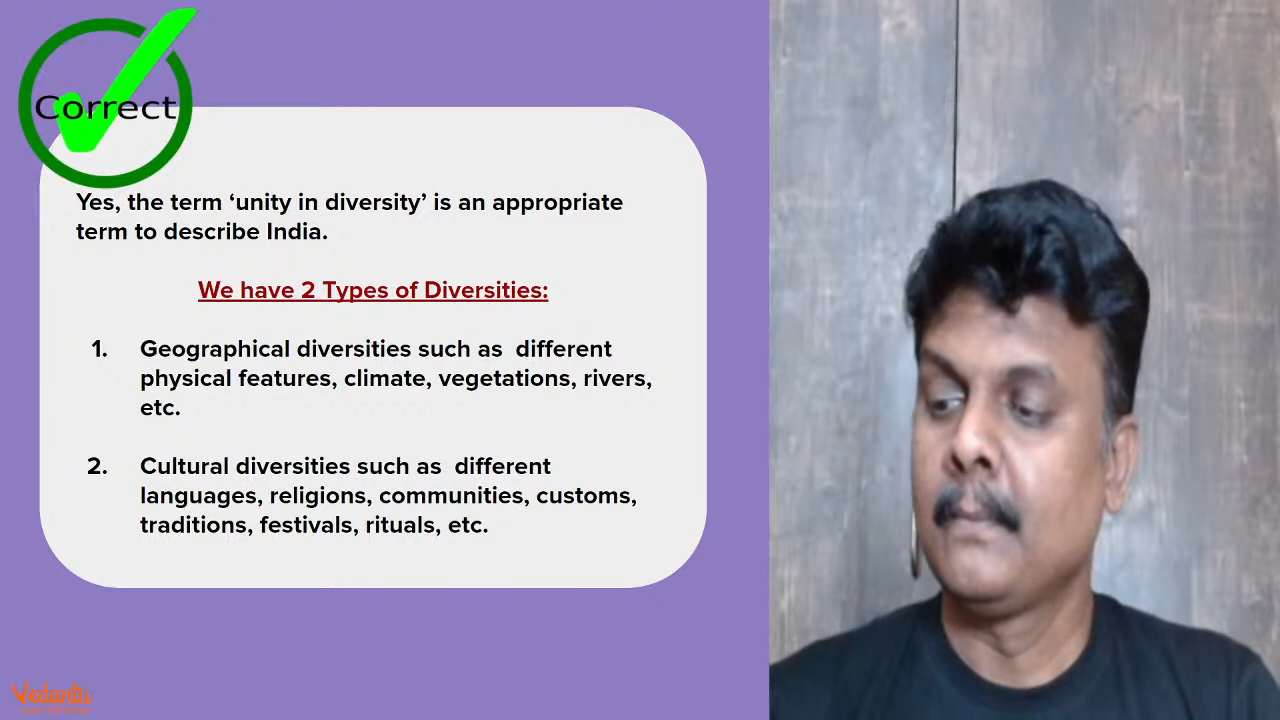 Correct
Yes, the term ‘unity in diversity’ is an appropriate
term to describe India.
We have 2 Types of Diversities:
1. Geographical diversities such as  different
physical features, climate, vegetations, rivers,
etc.
2. Cultural diversities such as  different
languages, religions, communities, customs,
traditions, festivals, rituals, etc.
Vedantu